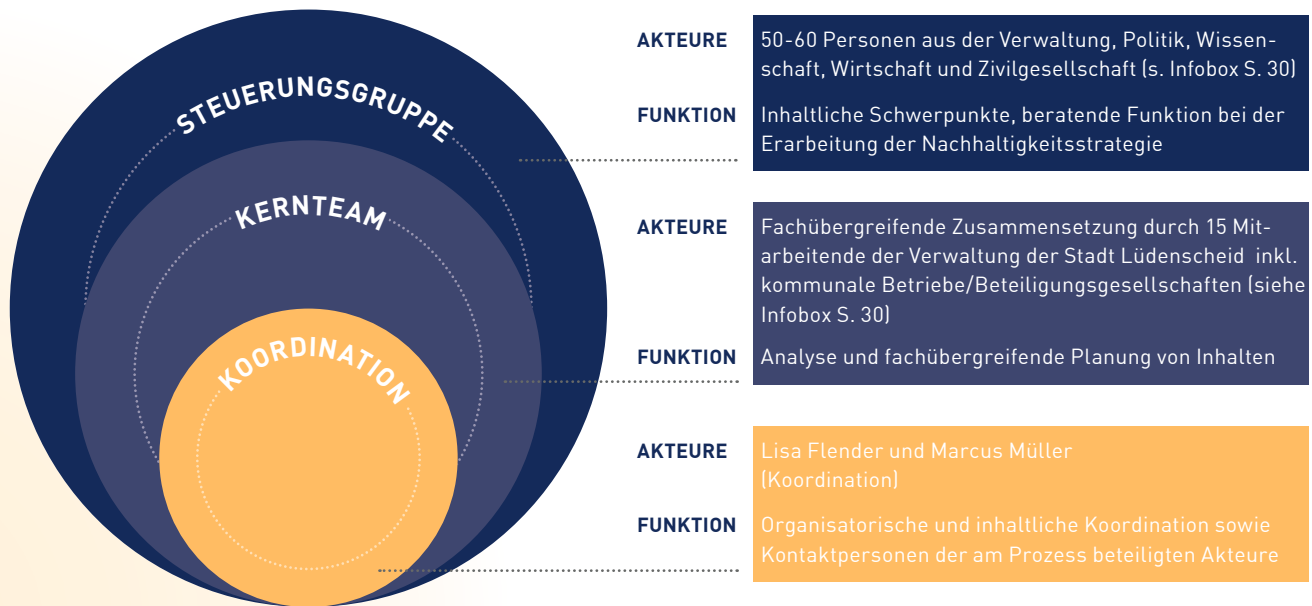 STEUERUNGSGRUPPE
AKTEURE
50-60 Personen aus der Verwaltung, Politik, Wissen-
schaft, Wirtschaft und Zivilgesellschaft (s. Infobox S. 30)
FUNKTION
Inhaltliche Schwerpunkte, beratende Funktion bei der
Erarbeitung der Nachhaltigkeitsstrategie
KERNTEAM
AKTEURE
Fachübergreifende Zusammensetzung durch 15 Mit-
arbeitende der Verwaltung der Stadt Lüdenscheid inkl.
kommunale Betriebe/Beteiligungsgesellschaften (siehe
Infobox S. 30)
FUNKTION
Analyse und fachübergreifende Planung von Inhalten
KOORDINATION
AKTEURE
Lisa Flender und Marcus Müller
(Koordination)
FUNKTION
Organisatorische und inhaltliche Koordination sowie
Kontaktpersonen der am Prozess beteiligten Akteure